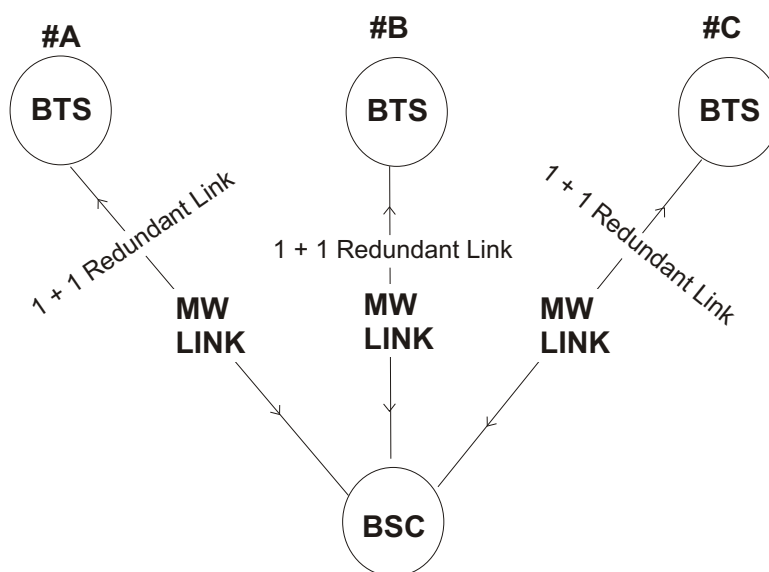 #A
#B
#C
BTS
BTS
BTS
1 + 1 Redundant Link
1 + 1 Redundant Link
1 + 1 Redundant Link
MW
LINK
MW
LINK
MW
LINK
BSC